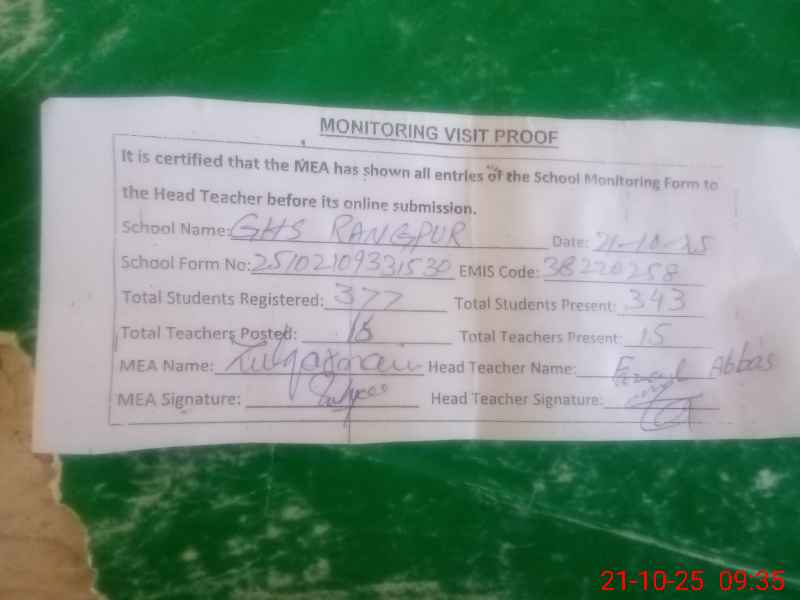 MONITORING VISIT PROOF
It is certified that the MEA has shown all entries of the School Monitoring Form to
the Head Teacher before its online submission.
School Name: GHS RANGPUR Date: 21-10-25
School Form No: 25102109331530 EMIS Code: 38220258
Total Students Registered: 377 Total Students Present: 343
Total Teachers Posted: 16 Total Teachers Present: 15
MEA Name: Head Teacher Name: Abbas
MEA Signature: Head Teacher Signature:
21-10-25 09:35